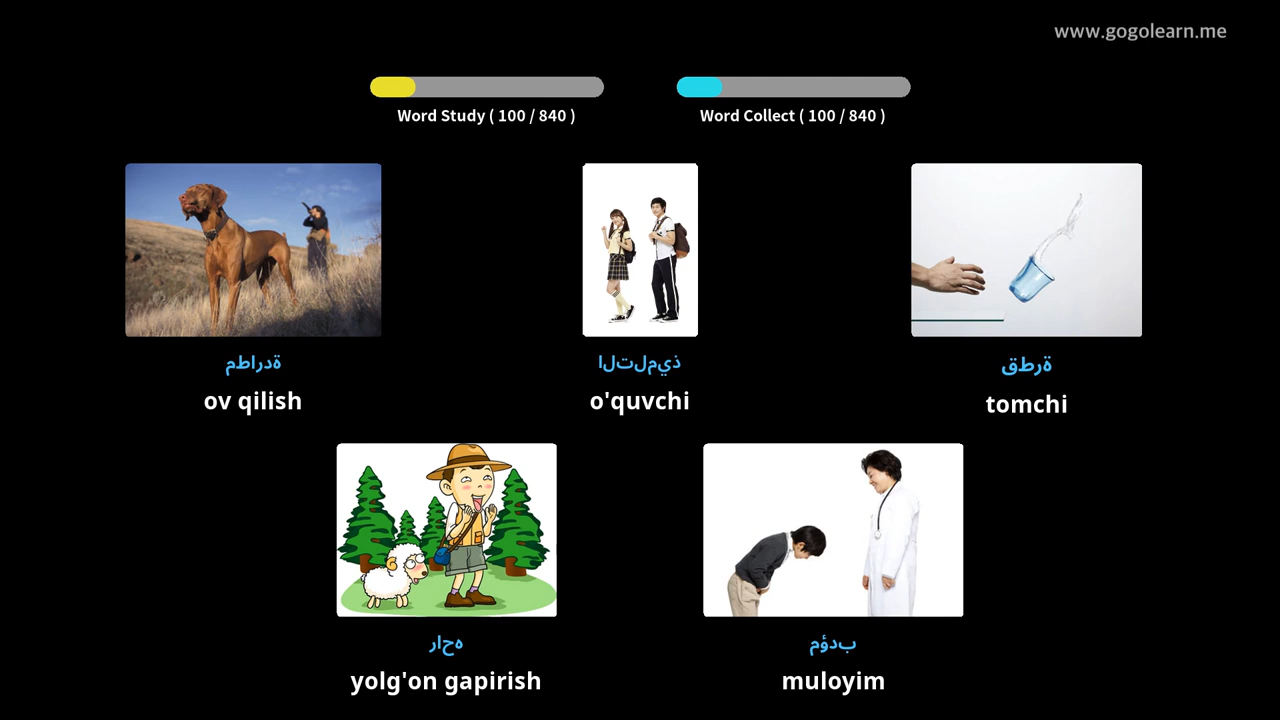 www.gogolearn.me
Word Study ( 100 / 840 )
Word Collect ( 100 / 840 )
مطاردة
ov qilish
التلميذ
o'quvchi
قطرة
tomchi
راحه
yolg'on gapirish
مؤدب
muloyim